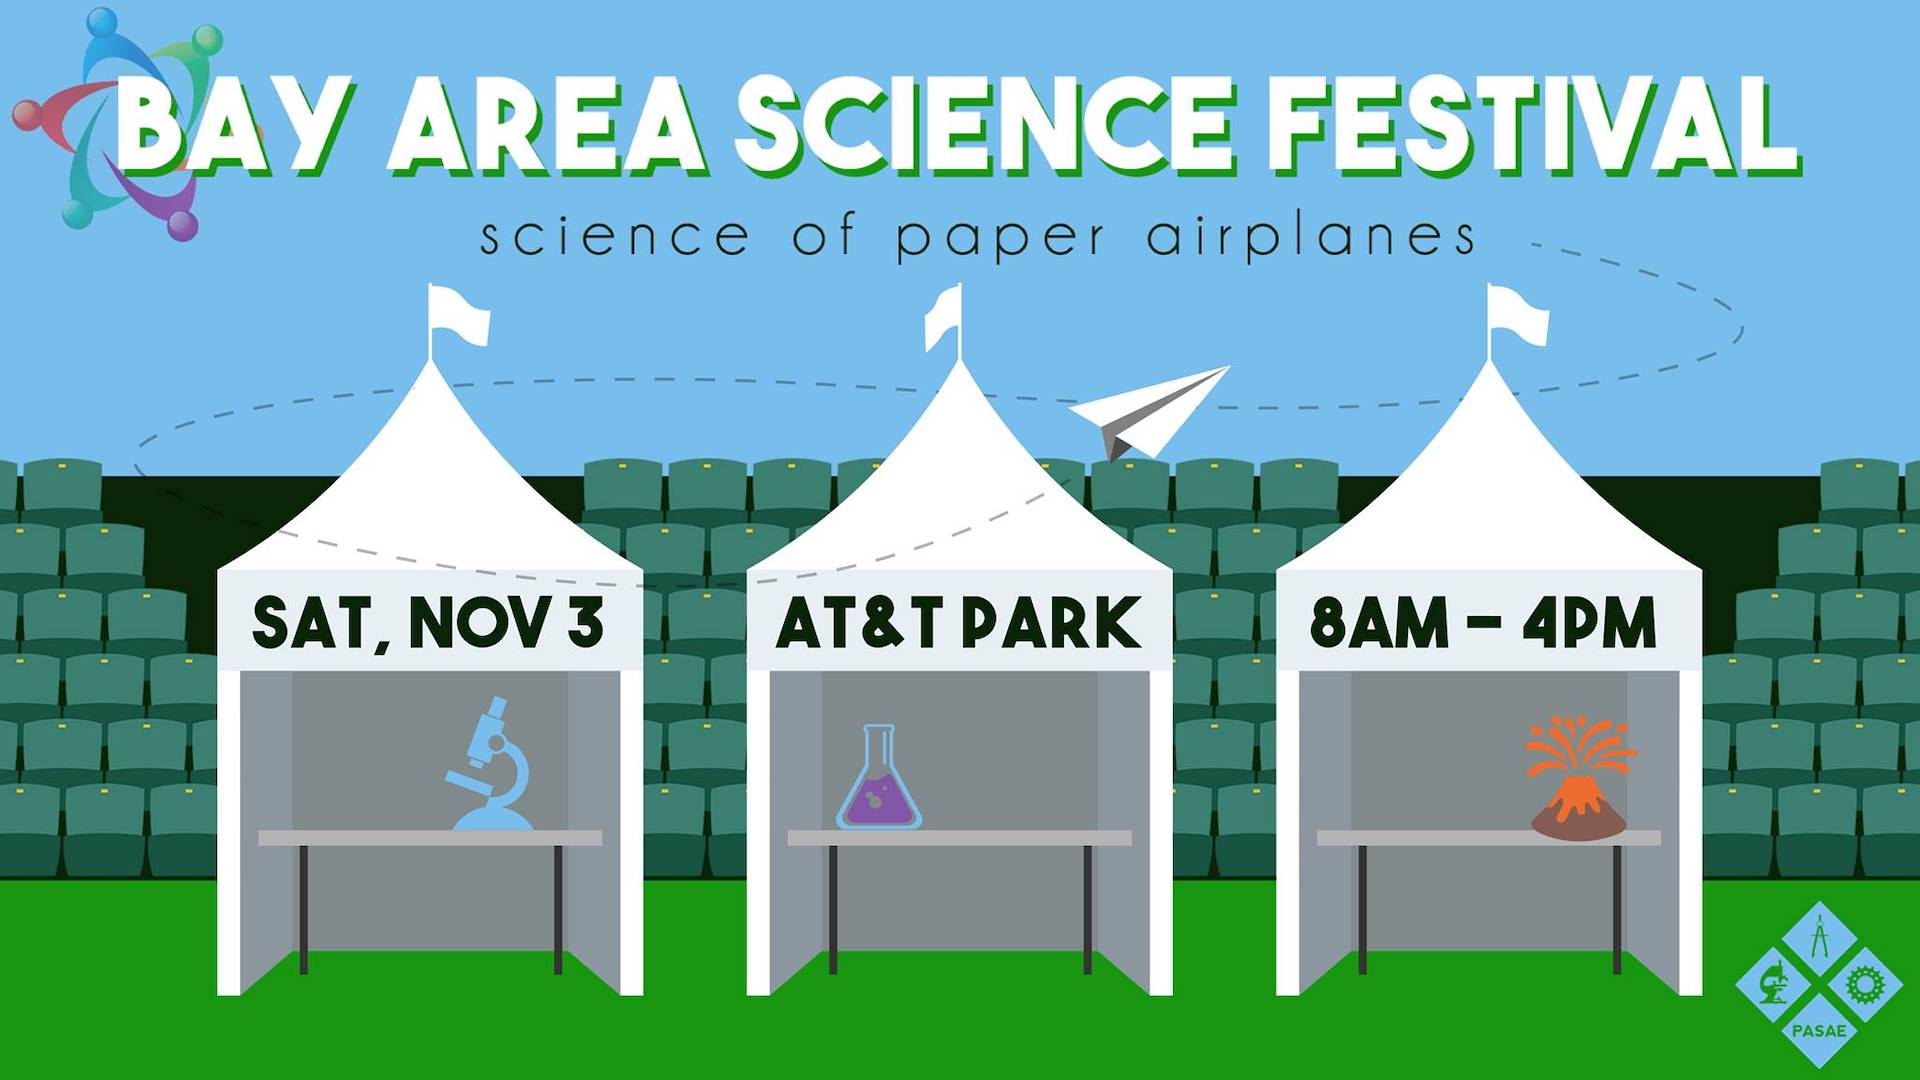 BAY AREA SCIENCE FESTIVAL
science of paper airplanes
SAT, NOV 3
AT&T PARK
8AM – 4PM
PASAE